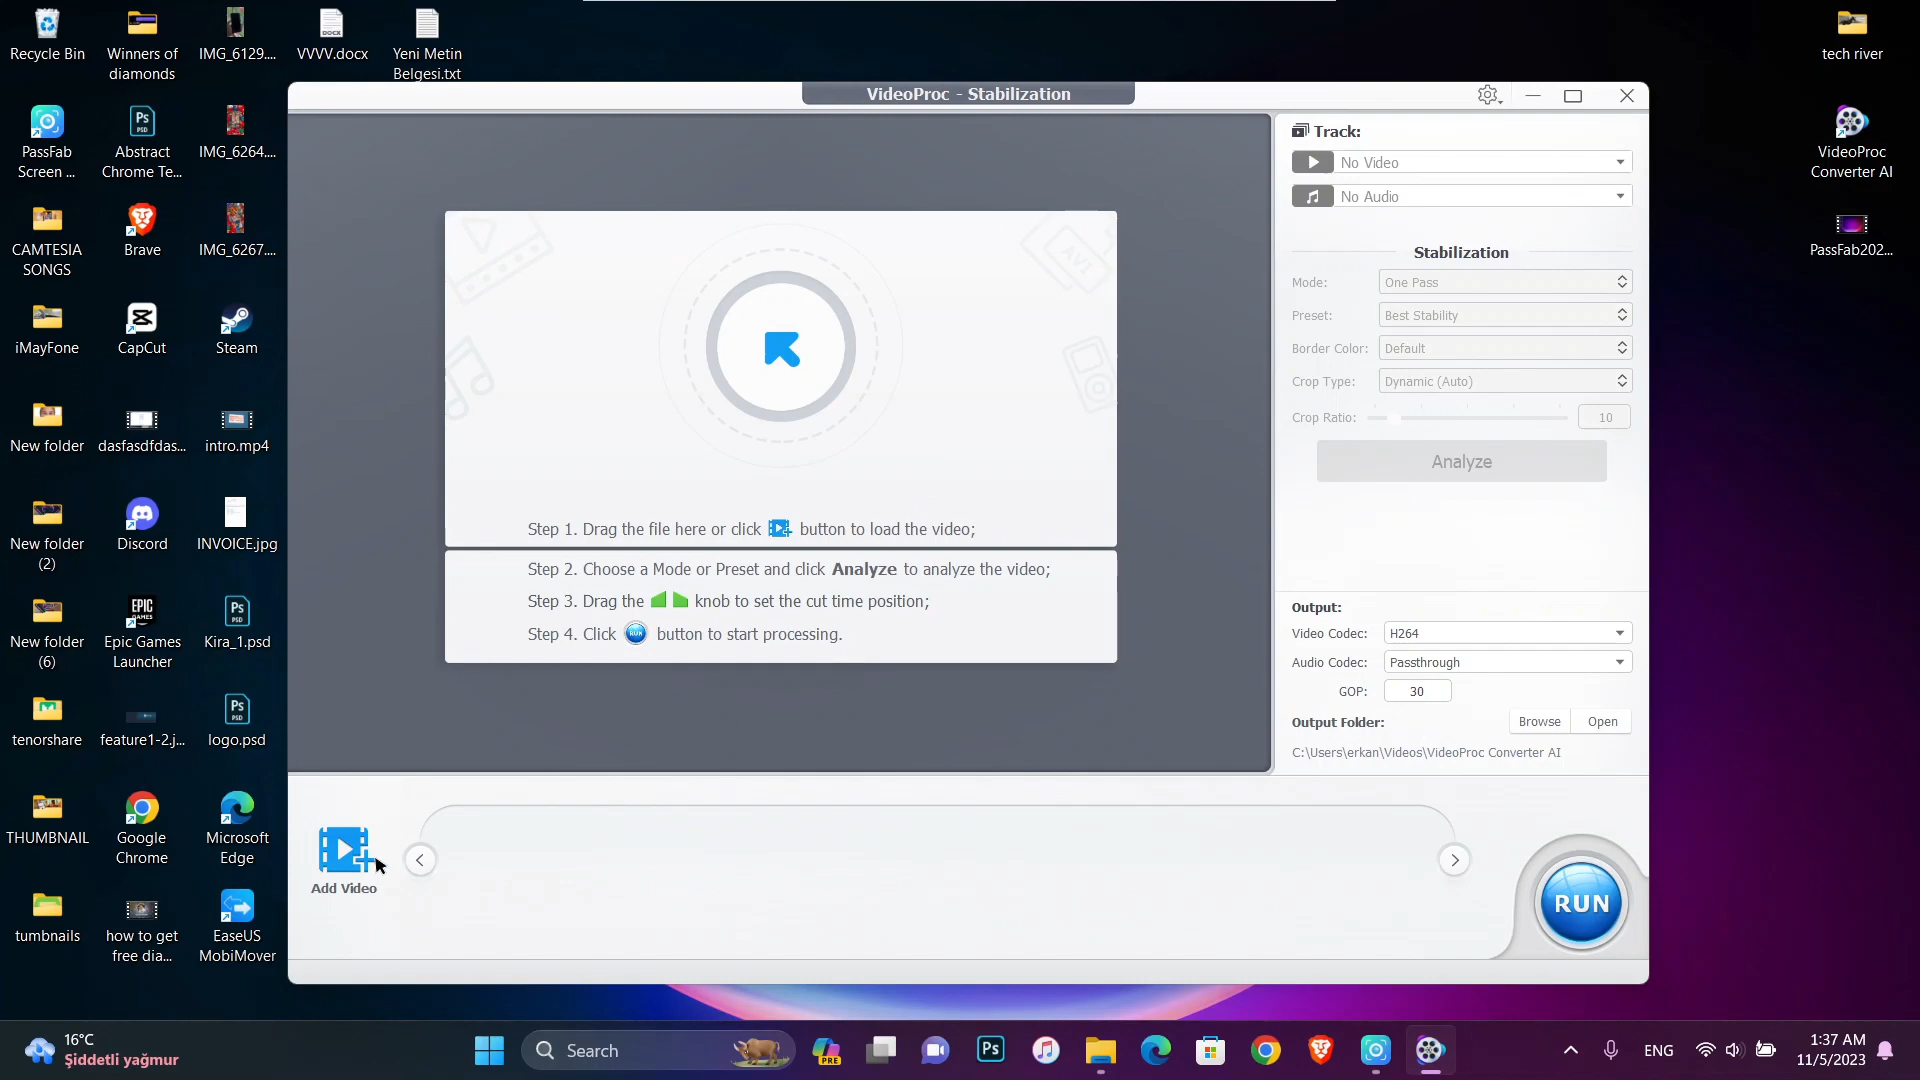 Recycle Bin
Winners of
diamonds
IMG_6129....
VVVV.docx
Yeni Metin
Belgesi.txt
tech river
PassFab
Screen ...
Abstract
Chrome Te...
IMG_6264....
VideoProc
Converter AI
CAMTESIA
SONGS
Brave
IMG_6267....
PassFab202...
iMayFone
CapCut
Steam
New folder
dasfasdfdas...
intro.mp4
New folder
(2)
Discord
INVOICE.jpg
New folder
(6)
EPIC
GAMES
Epic Games
Launcher
Kira_1.psd
tenorshare
feature1-2.j...
logo.psd
THUMBNAIL
Google
Chrome
Microsoft
Edge
tumbnails
how to get
free dia...
EaseUS
MobiMover
VideoProc - Stabilization
AVI
Step 1. Drag the file here or click button to load the video;
Step 2. Choose a Mode or Preset and click Analyze to analyze the video;
Step 3. Drag the knob to set the cut time position;
Step 4. Click RUN button to start processing.
Track:
No Video
No Audio
Stabilization
Mode: One Pass
Preset: Best Stability
Border Color: Default
Crop Type: Dynamic (Auto)
Crop Ratio: 10
Analyze
Output:
Video Codec: H264
Audio Codec: Passthrough
GOP: 30
Output Folder: Browse Open
C:\Users\erkan\Videos\VideoProc Converter AI
Add Video
RUN
16°C
Şiddetli yağmur
Search
PRE
Ps
ENG
1:37 AM
11/5/2023